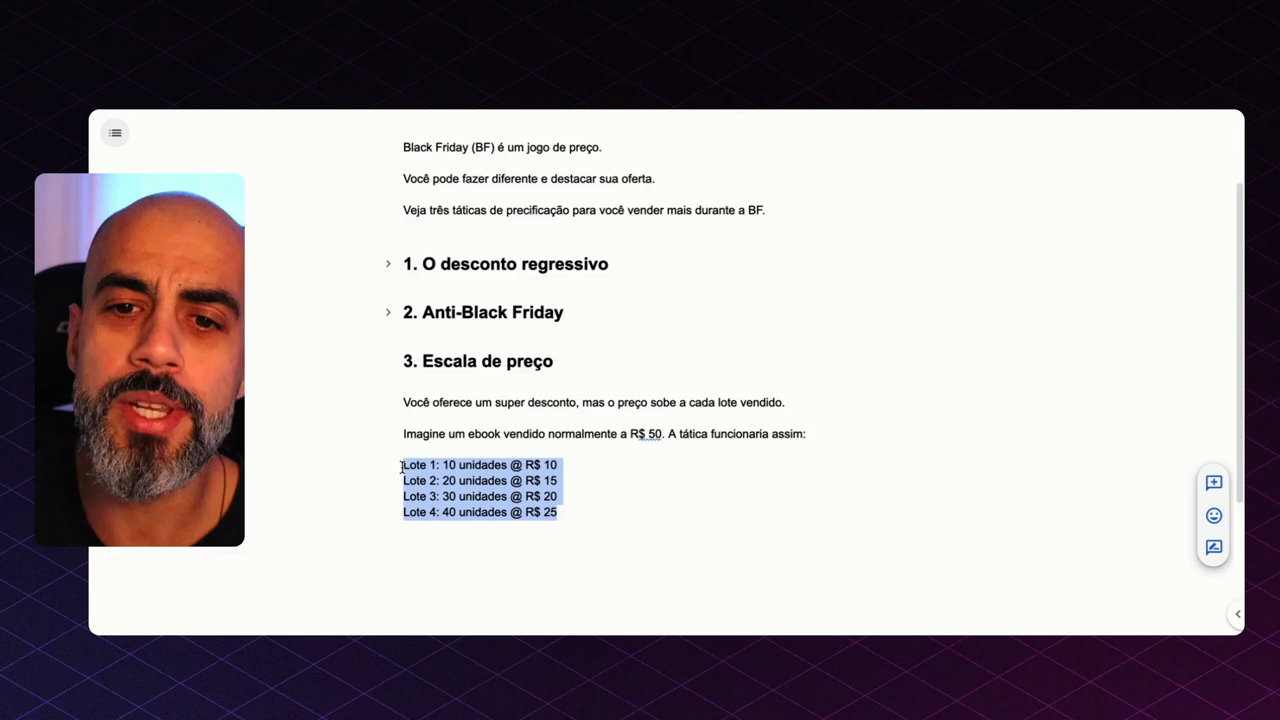 Black Friday (BF) é um jogo de preço.
Você pode fazer diferente e destacar sua oferta.
Veja três táticas de precificação para você vender mais durante a BF.
1. O desconto regressivo
2. Anti-Black Friday
3. Escala de preço
Você oferece um super desconto, mas o preço sobe a cada lote vendido.
Imagine um ebook vendido normalmente a R$ 50. A tática funcionaria assim:
Lote 1: 10 unidades @ R$ 10
Lote 2: 20 unidades @ R$ 15
Lote 3: 30 unidades @ R$ 20
Lote 4: 40 unidades @ R$ 25